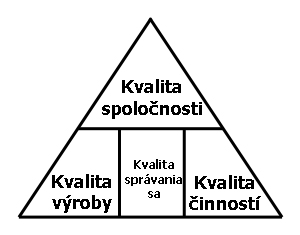 Kvalita
spoločnosti
Kvalita
výroby
Kvalita
správania
sa
Kvalita
činností